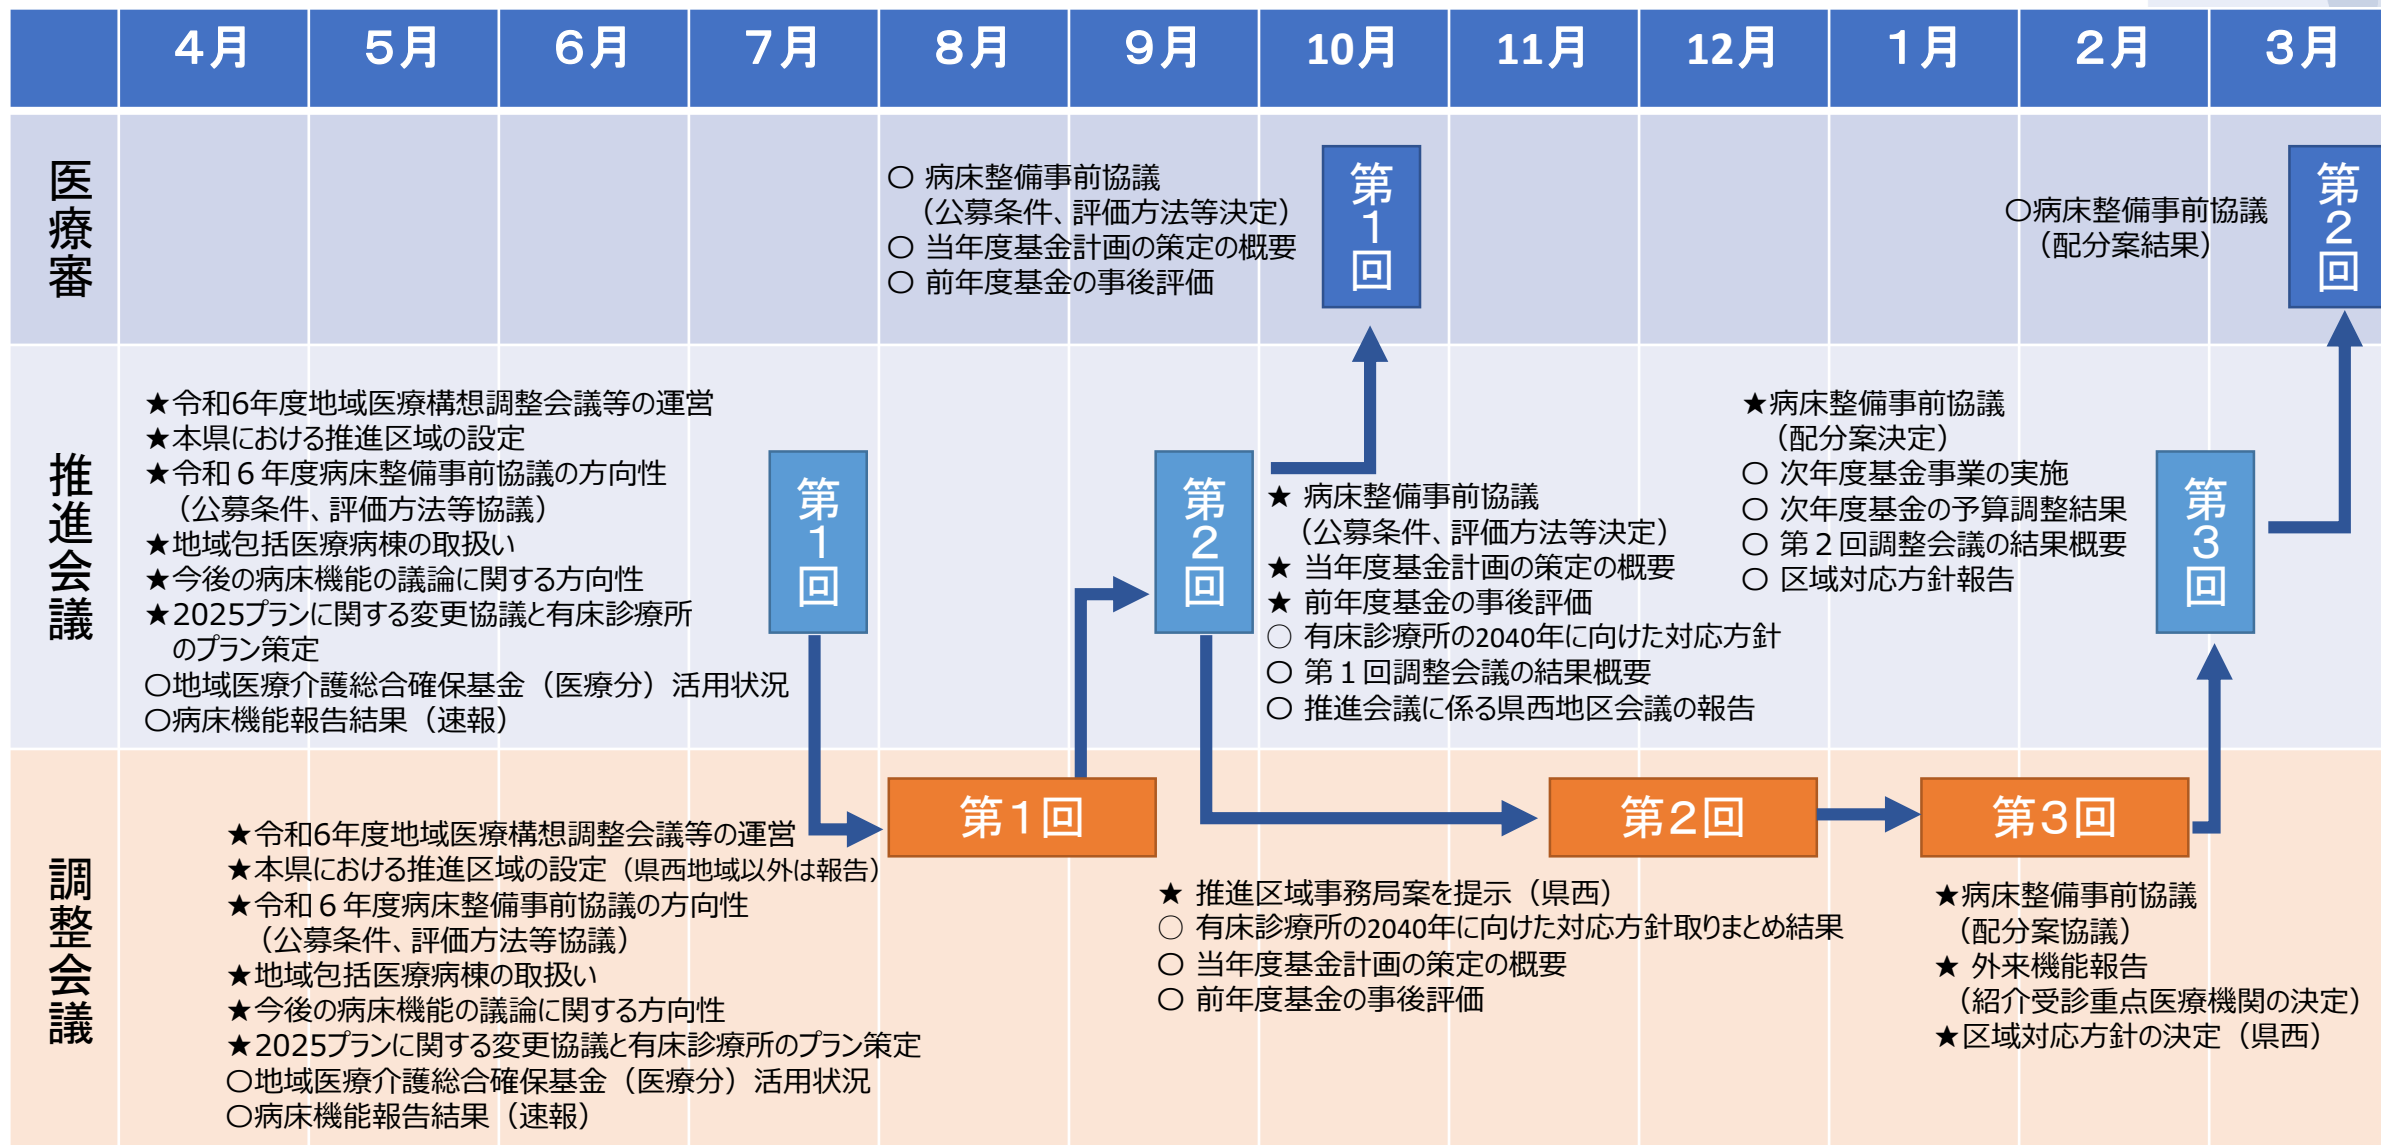 ４月 ５月 ６月 ７月 ８月 ９月 10月 11月 12月 １月 ２月 ３月
医療審
〇 病床整備事前協議
（公募条件、評価方法等決定）
〇 当年度基金計画の策定の概要
〇 前年度基金の事後評価
第１回
〇病床整備事前協議
（配分案結果）
第２回
推進会議
★令和6年度地域医療構想調整会議等の運営
★本県における推進区域の設定
★令和６年度病床整備事前協議の方向性
（公募条件、評価方法等協議）
★地域包括医療病棟の取扱い
★今後の病床機能の議論に関する方向性
★2025プランに関する変更協議と有床診療所
のプラン策定
〇地域医療介護総合確保基金（医療分）活用状況
〇病床機能報告結果（速報）
第１回
第２回
★ 病床整備事前協議
（公募条件、評価方法等決定）
★ 当年度基金計画の策定の概要
★ 前年度基金の事後評価
○ 有床診療所の2040年に向けた対応方針
〇 第１回調整会議の結果概要
〇 推進会議に係る県西地区会議の報告
★病床整備事前協議
（配分案決定）
〇 次年度基金事業の実施
〇 次年度基金の予算調整結果
〇 第２回調整会議の結果概要
〇 区域対応方針報告
第３回
調整会議
★令和6年度地域医療構想調整会議等の運営
★本県における推進区域の設定（県西地域以外は報告）
★令和６年度病床整備事前協議の方向性
（公募条件、評価方法等協議）
★地域包括医療病棟の取扱い
★今後の病床機能の議論に関する方向性
★2025プランに関する変更協議と有床診療所のプラン策定
〇地域医療介護総合確保基金（医療分）活用状況
〇病床機能報告結果（速報）
第１回
第２回
★ 推進区域事務局案を提示（県西）
○ 有床診療所の2040年に向けた対応方針取りまとめ結果
〇 当年度基金計画の策定の概要
〇 前年度基金の事後評価
第３回
★病床整備事前協議
（配分案協議）
★ 外来機能報告
（紹介受診重点医療機関の決定）
★区域対応方針の決定（県西）